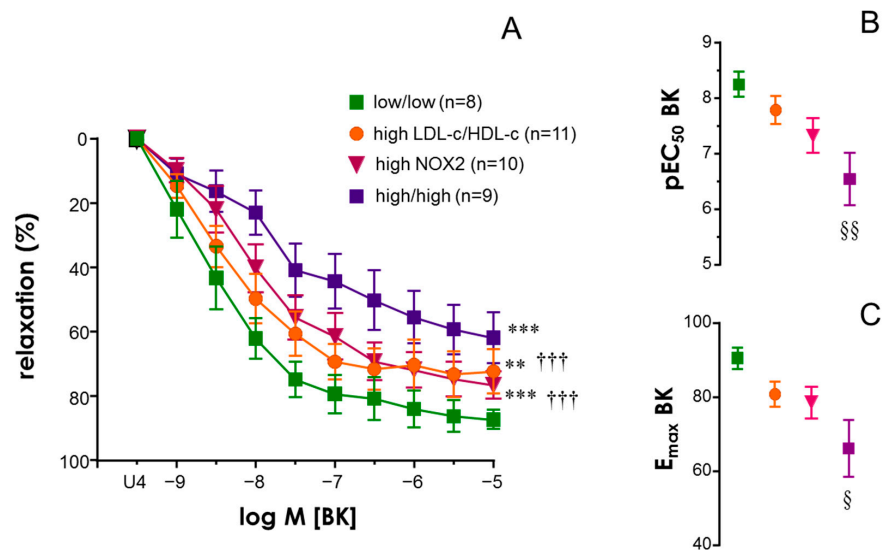 A
low/low (n=8)
high LDL-c/HDL-c (n=11)
high NOX2 (n=10)
high/high (n=9)
relaxation (%)
0
20
40
60
80
100
***
** †††
*** †††
U4 −9 −8 −7 −6 −5
log M [BK]
B
pEC50 BK
9
8
7
6
5
§§
C
Emax BK
100
80
60
40
§